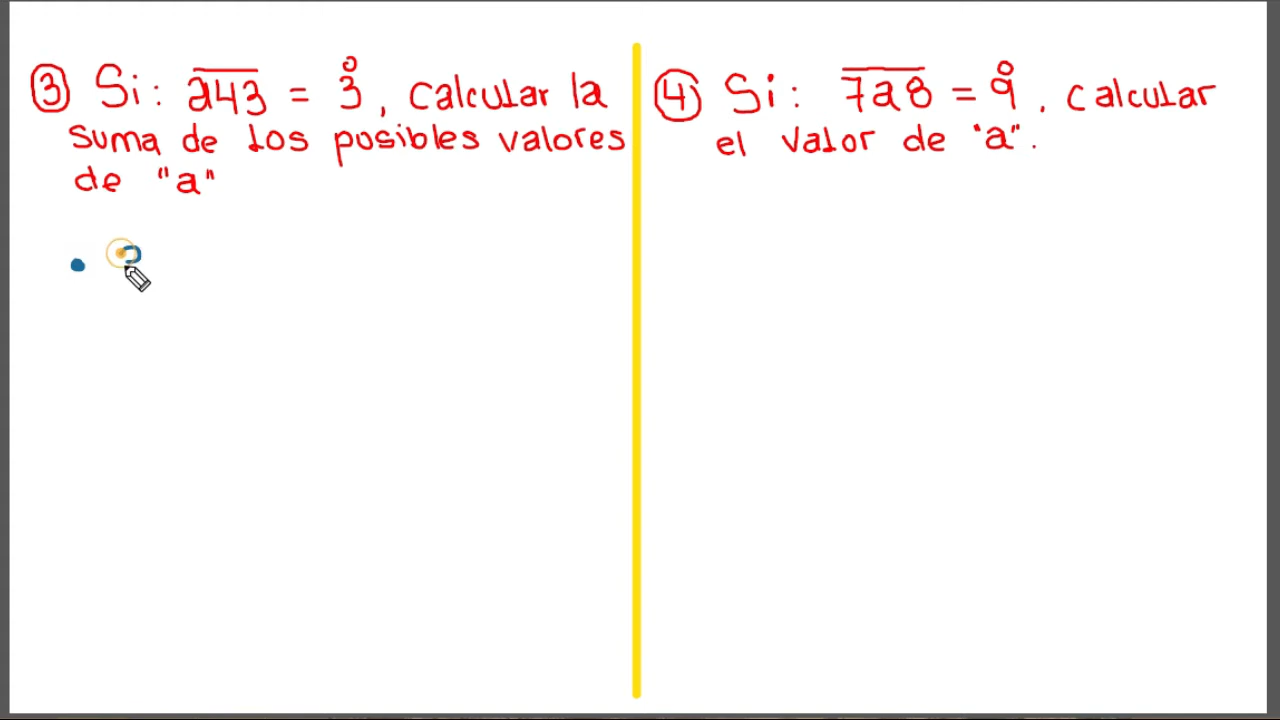 ③ Si: a43 = 3°, calcular la
suma de los posibles valores
de "a"
④ Si: 7a8 = 9°. calcular
el valor de "a".